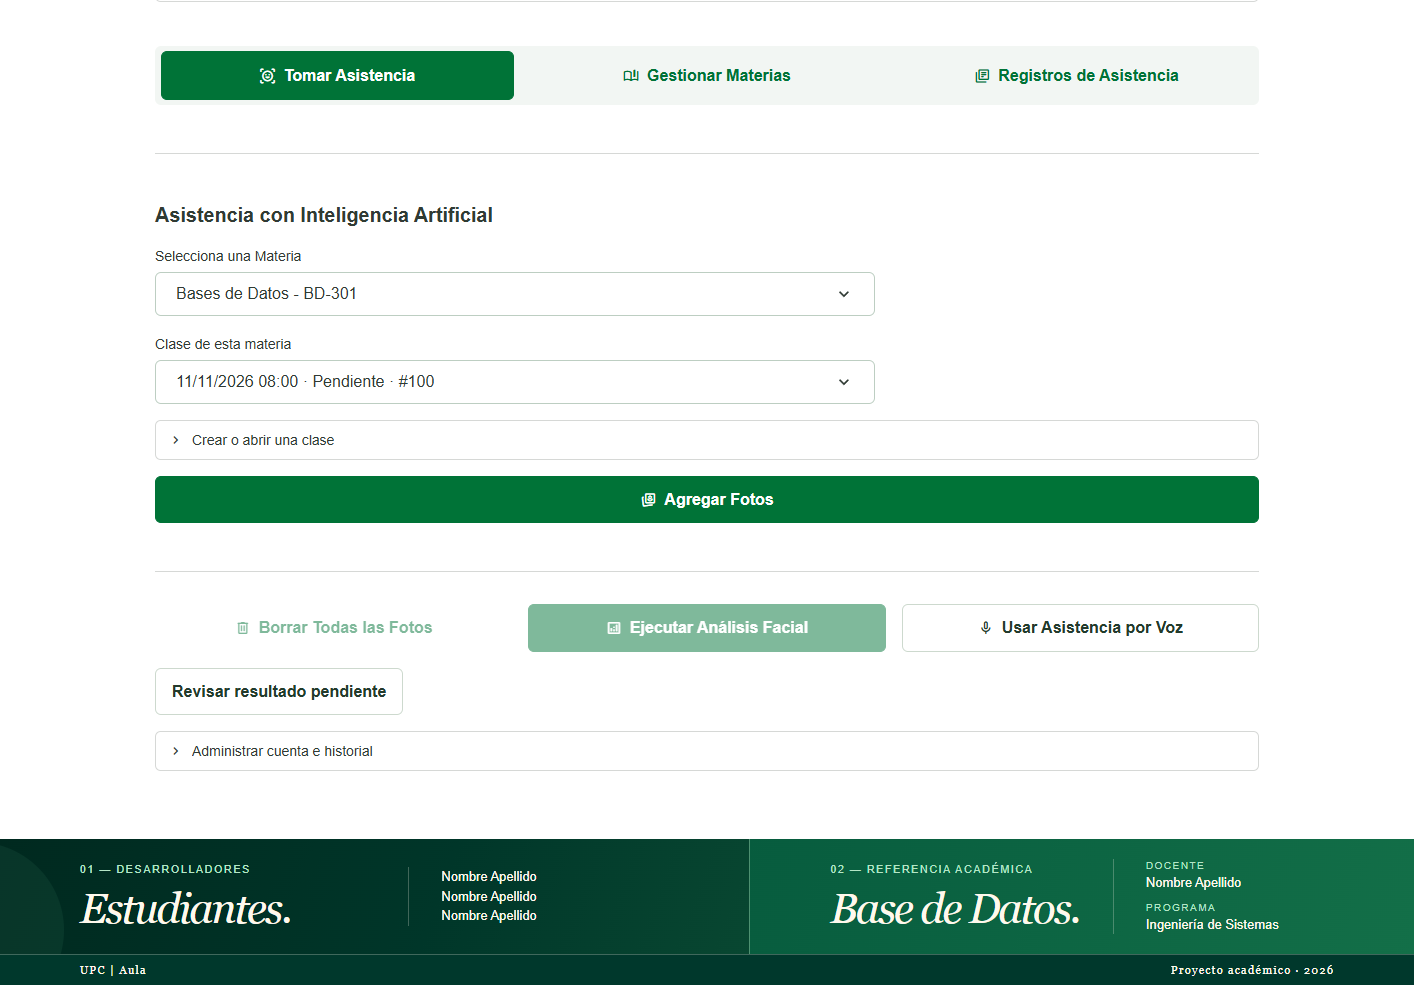 Tomar Asistencia
Gestionar Materias
Registros de Asistencia
Asistencia con Inteligencia Artificial
Selecciona una Materia
Bases de Datos - BD-301
Clase de esta materia
11/11/2026 08:00 · Pendiente · #100
Crear o abrir una clase
Agregar Fotos
Borrar Todas las Fotos
Ejecutar Análisis Facial
Usar Asistencia por Voz
Revisar resultado pendiente
Administrar cuenta e historial
01 — DESARROLLADORES
Estudiantes.
Nombre Apellido
Nombre Apellido
Nombre Apellido
02 — REFERENCIA ACADÉMICA
Base de Datos.
DOCENTE
Nombre Apellido
PROGRAMA
Ingeniería de Sistemas
UPC | Aula
Proyecto académico · 2026